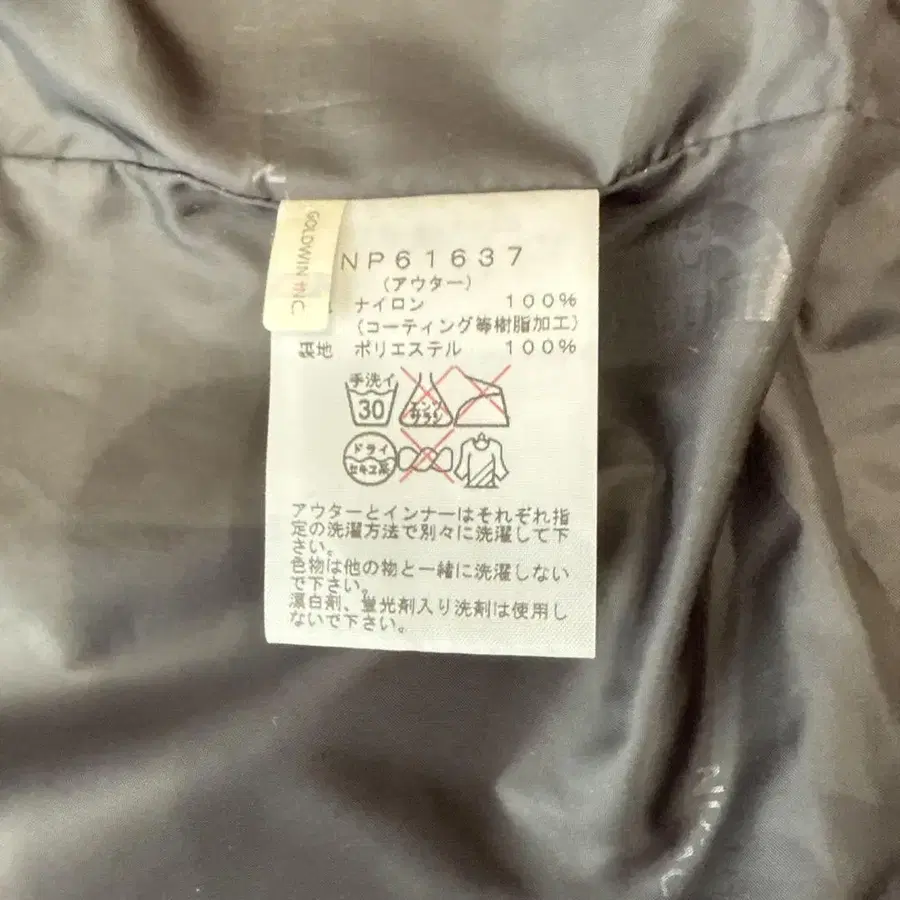 GOLDWIN INC.
NP61637
(アウター)
ナイロン 100%
(コーティング等樹脂加工)
裏地 ポリエステル 100%
手洗イ
30
エンソ
サラシ
ドライ
セキユ系
アウターとインナーはそれぞれ指
定の洗濯方法で別々に洗濯して下
さい。
色物は他の物と一緒に洗濯しない
で下さい。
漂白剤、蛍光剤入り洗剤は使用し
ないで下さい。